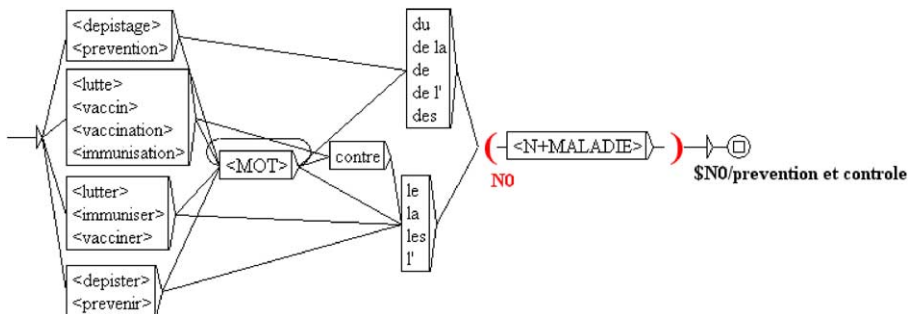 <depistage>
<prevention>
<lutte>
<vaccin>
<vaccination>
<immunisation>
<lutter>
<immuniser>
<vacciner>
<depister>
<prevenir>
<MOT>
contre
du
de la
de
de l'
des
le
la
les
l'
(
<N+MALADIE>
)
N0
$N0/prevention et controle